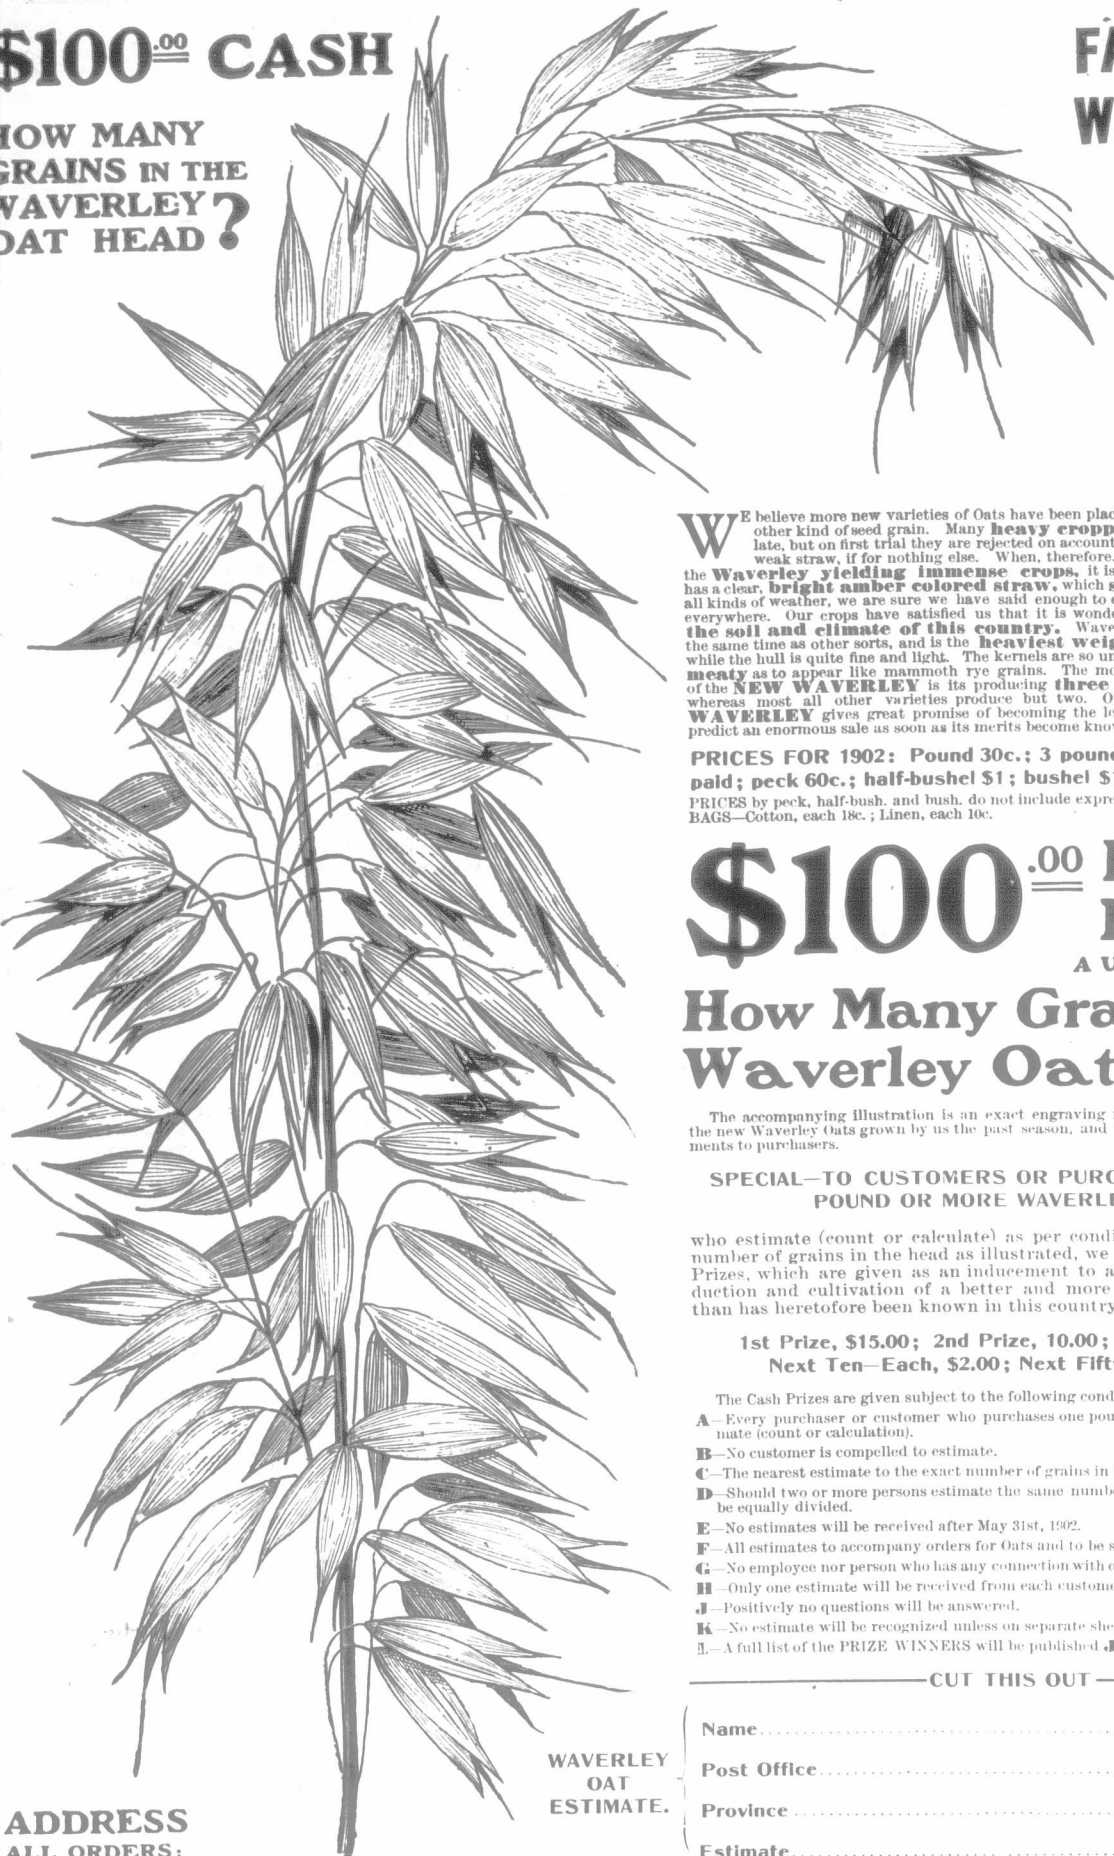 $100.00 CASH
HOW MANY
GRAINS IN THE
WAVERLEY
OAT HEAD ?
FA
W
WE believe more new varieties of Oats have been plac
other kind of seed grain. Many heavy cropp
late, but on first trial they are rejected on account
weak straw, if for nothing else. When, therefore,
the Waverley yielding immense crops, it is
has a clear, bright amber colored straw, which s
all kinds of weather, we are sure we have said enough to
everywhere. Our crops have satisfied us that it is wonde
the soil and climate of this country. Wave
the same time as other sorts, and is the heaviest weig
while the hull is quite fine and light. The kernels are so un
meaty as to appear like mammoth rye grains. The mo
of the NEW WAVERLEY is its producing three
whereas most all other varieties produce but two. O
WAVERLEY gives great promise of becoming the le
predict an enormous sale as soon as its merits become know
PRICES FOR 1902: Pound 30c.; 3 poun
paid; peck 60c.; half-bushel $1; bushel $
PRICES by peck, half-bush. and bush. do not include expre
BAGS—Cotton, each 18c.; Linen, each 10c.
$100.00
A U
How Many Gra
Waverley Oat
The accompanying illustration is an exact engraving
the new Waverley Oats grown by us the past season, and
ments to purchasers.
SPECIAL—TO CUSTOMERS OR PURC
POUND OR MORE WAVERLE
who estimate (count or calculate) as per condi
number of grains in the head as illustrated, we
Prizes, which are given as an inducement to a
duction and cultivation of a better and more
than has heretofore been known in this country
1st Prize, $15.00; 2nd Prize, 10.00;
Next Ten—Each, $2.00; Next Fift
The Cash Prizes are given subject to the following cond
A—Every purchaser or customer who purchases one pou
mate (count or calculation).
B—No customer is compelled to estimate.
C—The nearest estimate to the exact number of grains in
D—Should two or more persons estimate the same numb
be equally divided.
E—No estimates will be received after May 31st, 1902.
F—All estimates to accompany orders for Oats and to be s
G—No employee nor person who has any connection with o
H—Only one estimate will be received from each custome
J—Positively no questions will be answered.
K—No estimate will be recognized unless on separate she
L—A full list of the PRIZE WINNERS will be published J
CUT THIS OUT
WAVERLEY
OAT
ESTIMATE.
Name
Post Office
Province
Estimate
ADDRESS
ALL ORDERS: